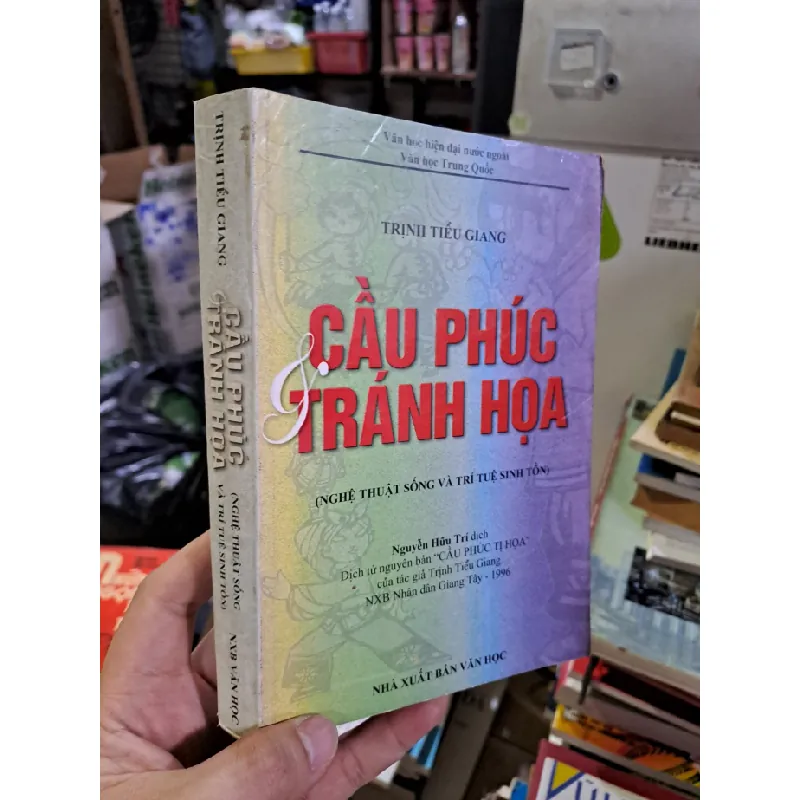 Văn học hiện đại nước ngoài
Văn học Trung Quốc
TRỊNH TIẾU GIANG
CẦU PHÚC
& TRÁNH HỌA
(NGHỆ THUẬT SỐNG VÀ TRÍ TUỆ SINH TỒN)
Nguyễn Hữu Trí dịch
Dịch từ nguyên bản "CẦU PHÚC TỊ HỌA"
của tác giả Trịnh Tiểu Giang
NXB Nhân dân Giang Tây - 1996
NHÀ XUẤT BẢN VĂN HỌC
TRỊNH TIẾU GIANG
CẦU PHÚC
& TRÁNH HỌA
(NGHỆ THUẬT SỐNG
VÀ TRÍ TUỆ SINH TỒN)
NXB VĂN HỌC
LIEBHER